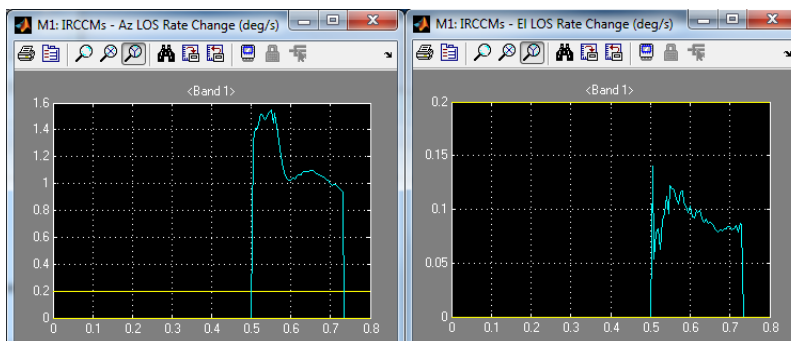 M1: IRCCMs - Az LOS Rate Change (deg/s)
<Band 1>
1.6
1.4
1.2
1
0.8
0.6
0.4
0.2
0
0 0.1 0.2 0.3 0.4 0.5 0.6 0.7 0.8
M1: IRCCMs - El LOS Rate Change (deg/s)
<Band 1>
0.2
0.15
0.1
0.05
0
0 0.1 0.2 0.3 0.4 0.5 0.6 0.7 0.8